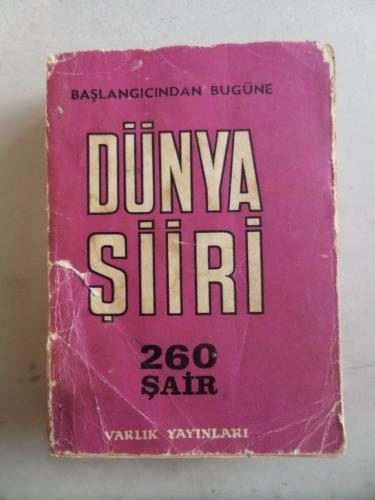 BAŞLANGICINDAN BUGÜNE
DÜNYA
ŞİİRİ
260
ŞAİR
VARLIK YAYINLARI